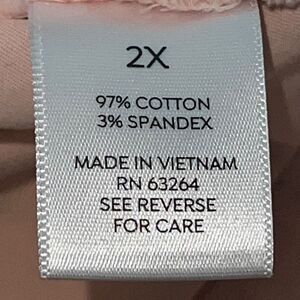 2X
97% COTTON
3% SPANDEX
MADE IN VIETNAM
RN 63264
SEE REVERSE
FOR CARE